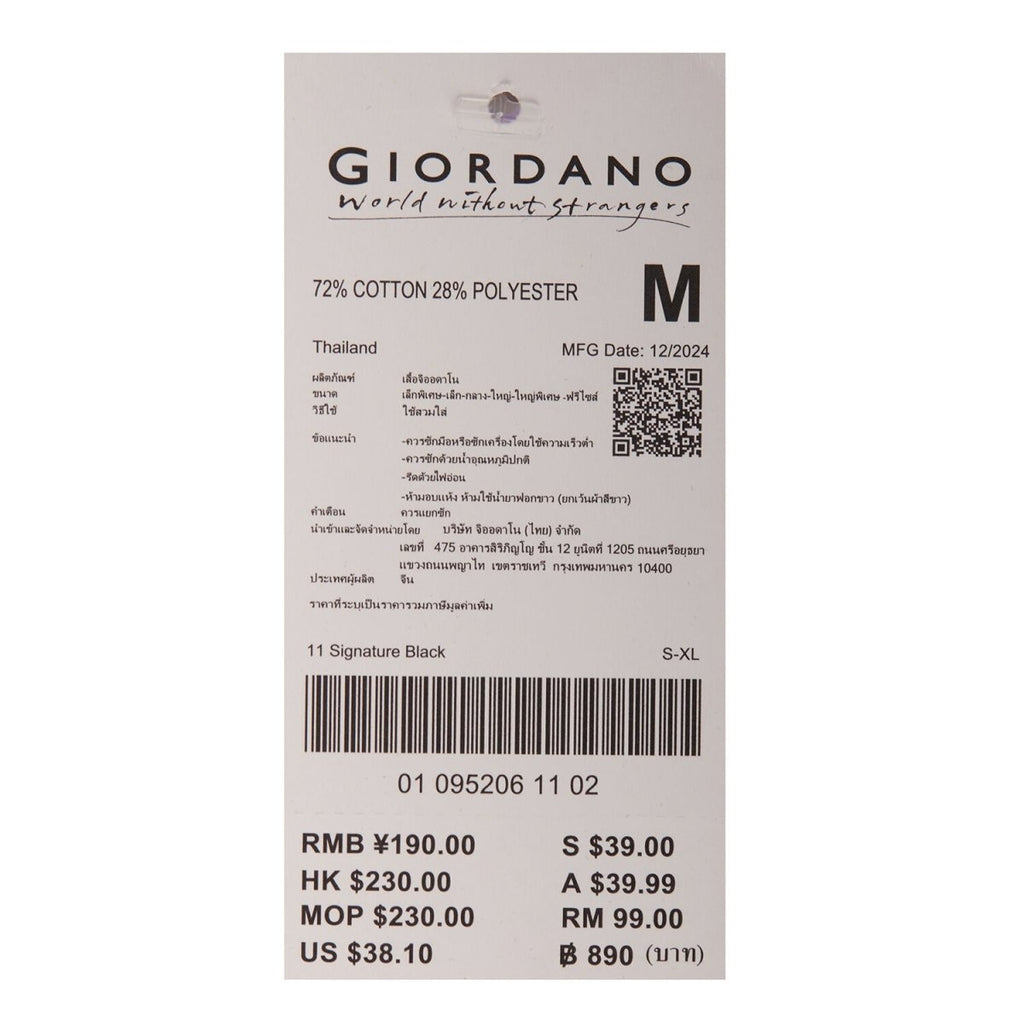 GIORDANO
World without strangers
72% COTTON 28% POLYESTER M
Thailand MFG Date: 12/2024
ผลิตภัณฑ์ เสื้อจิออดาโน
ขนาด เล็กพิเศษ-เล็ก-กลาง-ใหญ่-ใหญ่พิเศษ -ฟรีไซส์
วิธีใช้ ใช้สวมใส่
ข้อแนะนำ -ควรซักมือหรือซักเครื่องโดยใช้ความเร็วต่ำ
-ควรซักด้วยน้ำอุณหภูมิปกติ
-รีดด้วยไฟอ่อน
-ห้ามอบแห้ง ห้ามใช้น้ำยาฟอกขาว (ยกเว้นผ้าสีขาว)
คำเตือน ควรแยกซัก
นำเข้าและจัดจำหน่ายโดย บริษัท จิออดาโน (ไทย) จำกัด
เลขที่ 475 อาคารสิริภิญโญ ชั้น 12 ยูนิตที่ 1205 ถนนศรีอยุธยา
แขวงถนนพญาไท เขตราชเทวี กรุงเทพมหานคร 10400
ประเทศผู้ผลิต จีน
ราคาที่ระบุเป็นราคารวมภาษีมูลค่าเพิ่ม
11 Signature Black S-XL
01 095206 11 02
RMB ¥190.00 S $39.00
HK $230.00 A $39.99
MOP $230.00 RM 99.00
US $38.10 ฿ 890 (บาท)